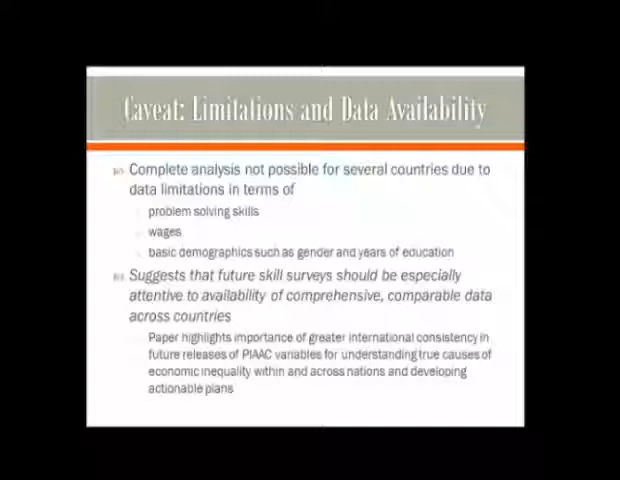 Caveat: Limitations and Data Availability
Complete analysis not possible for several countries due to
data limitations in terms of
problem solving skills
wages
basic demographics such as gender and years of education
Suggests that future skill surveys should be especially
attentive to availability of comprehensive, comparable data
across countries
Paper highlights importance of greater international consistency in
future releases of PIAAC variables for understanding true causes of
economic inequality within and across nations and developing
actionable plans